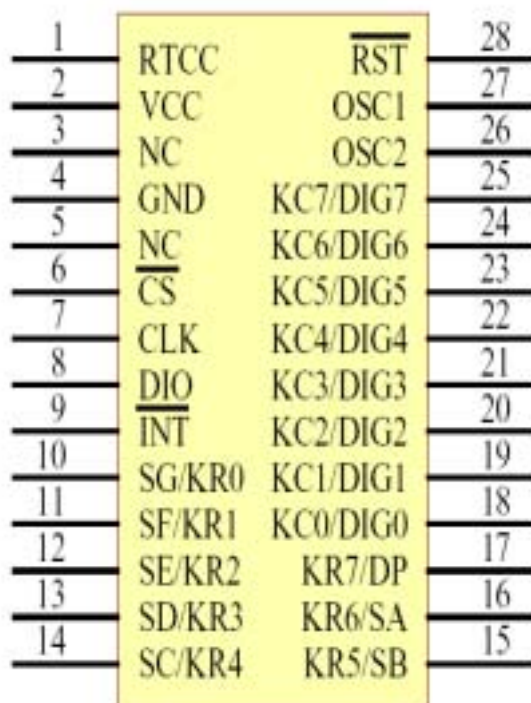 1 RTCC RST 28
2 VCC OSC1 27
3 NC OSC2 26
4 GND KC7/DIG7 25
5 NC KC6/DIG6 24
6 CS KC5/DIG5 23
7 CLK KC4/DIG4 22
8 DIO KC3/DIG3 21
9 INT KC2/DIG2 20
10 SG/KR0 KC1/DIG1 19
11 SF/KR1 KC0/DIG0 18
12 SE/KR2 KR7/DP 17
13 SD/KR3 KR6/SA 16
14 SC/KR4 KR5/SB 15